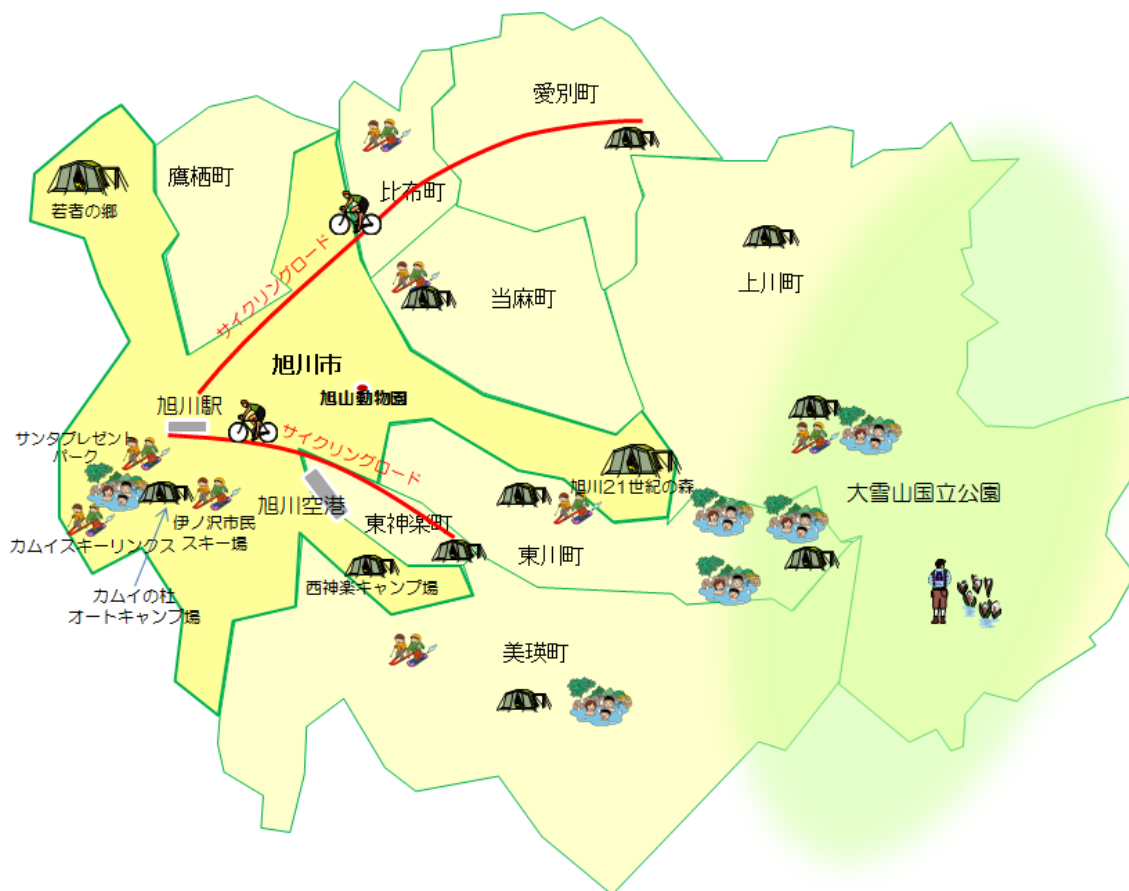 愛別町
鷹栖町
比布町
若者の郷
サイクリングロード
上川町
当麻町
旭川市
旭山動物園
旭川駅
サンタプレゼント
パーク
サイクリングロード
旭川21世紀の森
大雪山国立公園
旭川空港
伊ノ沢市民
スキー場
カムイスキーリンクス
東神楽町
東川町
西神楽キャンプ場
カムイの杜
オートキャンプ場
美瑛町